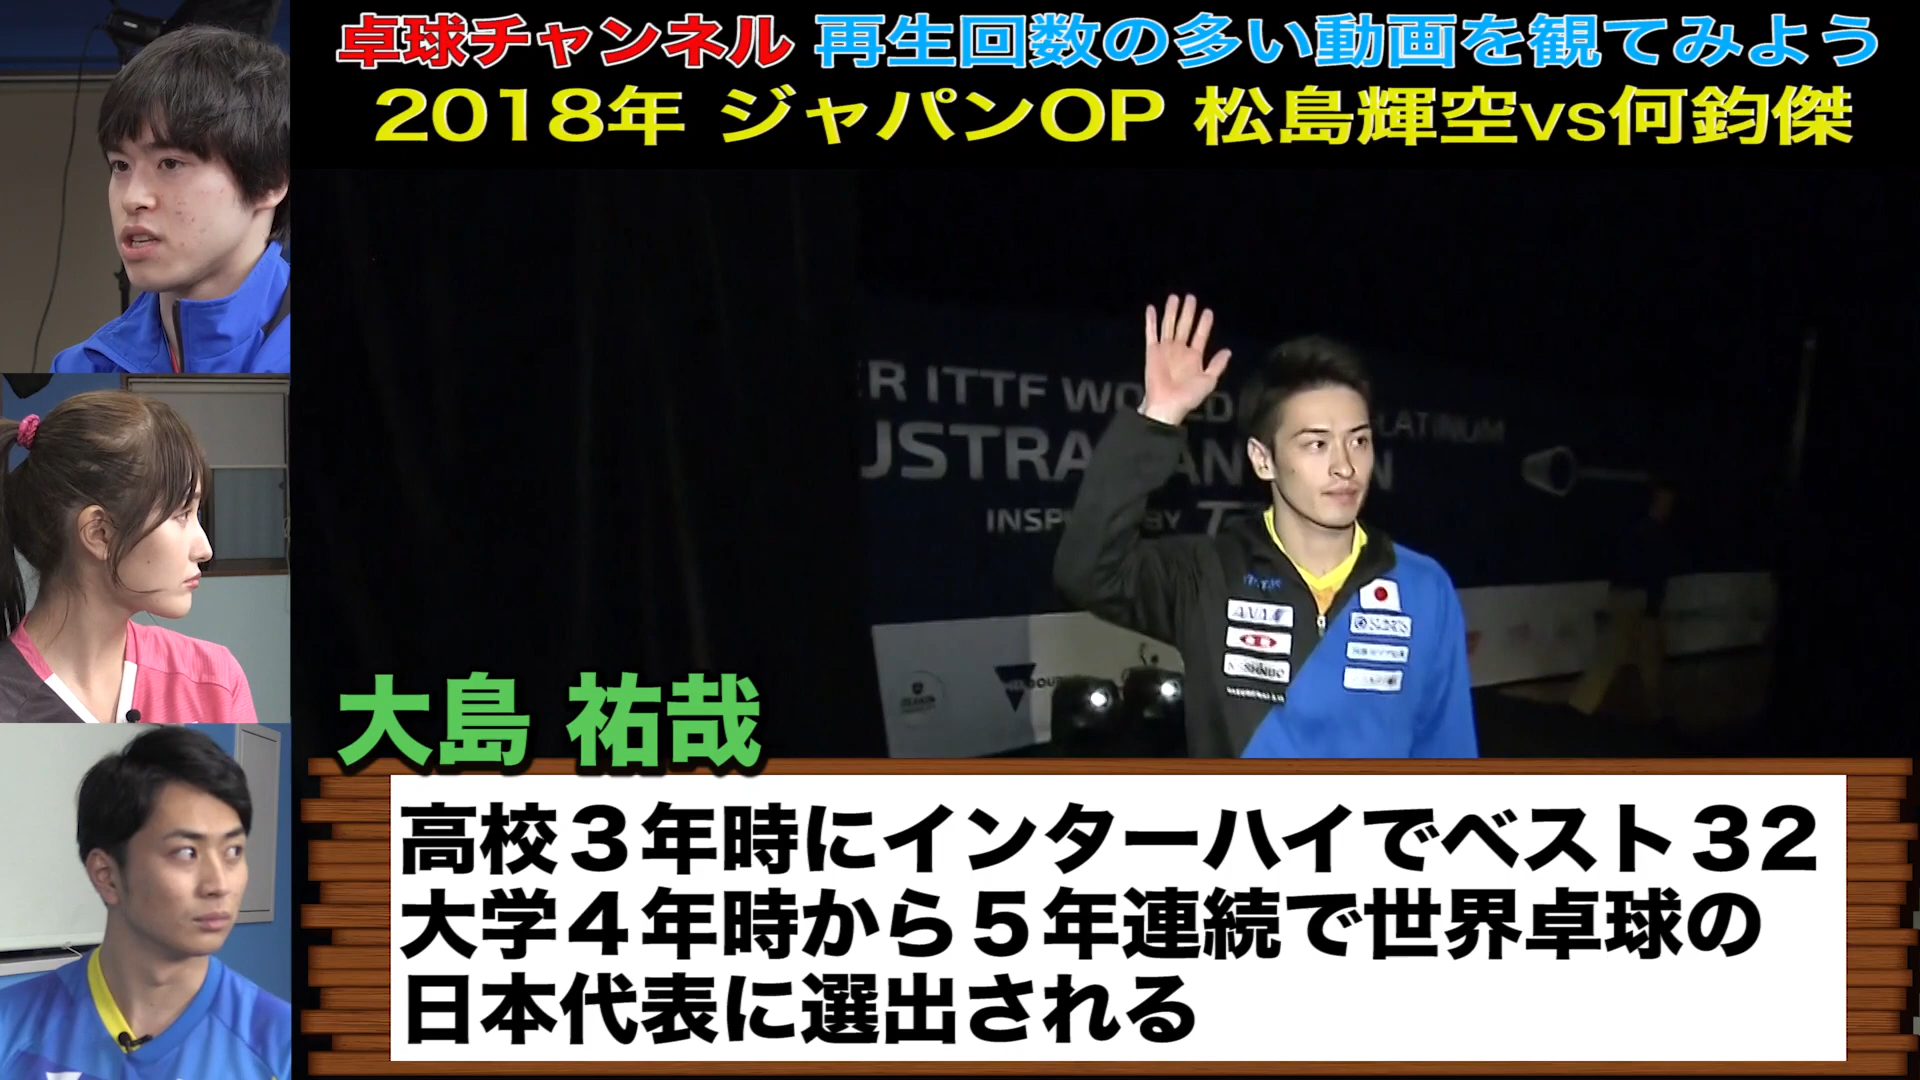 卓球チャンネル 再生回数の多い動画を観てみよう
2018年 ジャパンOP 松島輝空vs何鈞傑
R ITTF WO
LATINUM
USTRA
INSP
BY
ANA
大島 祐哉
高校3年時にインターハイでベスト32
大学4年時から5年連続で世界卓球の
日本代表に選出される